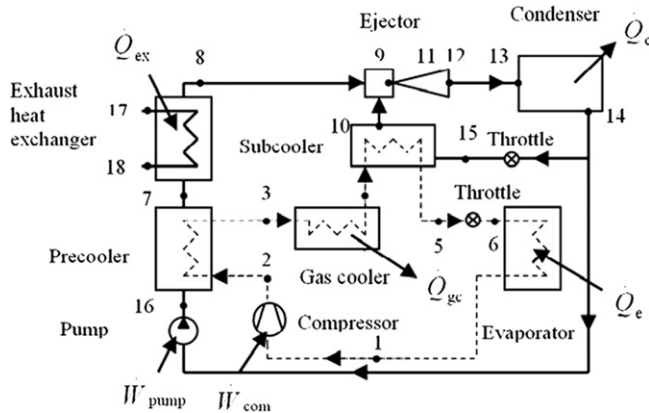 Ejector
Condenser
Q̇ex
8
9
11
12
13
Q̇c
Exhaust
heat
exchanger
17
18
10
14
Subcooler
15
Throttle
7
3
Throttle
Precooler
2
5
6
16
Gas cooler
Q̇gc
Q̇e
Pump
Compressor
1
Evaporator
Ẇpump
Ẇcom